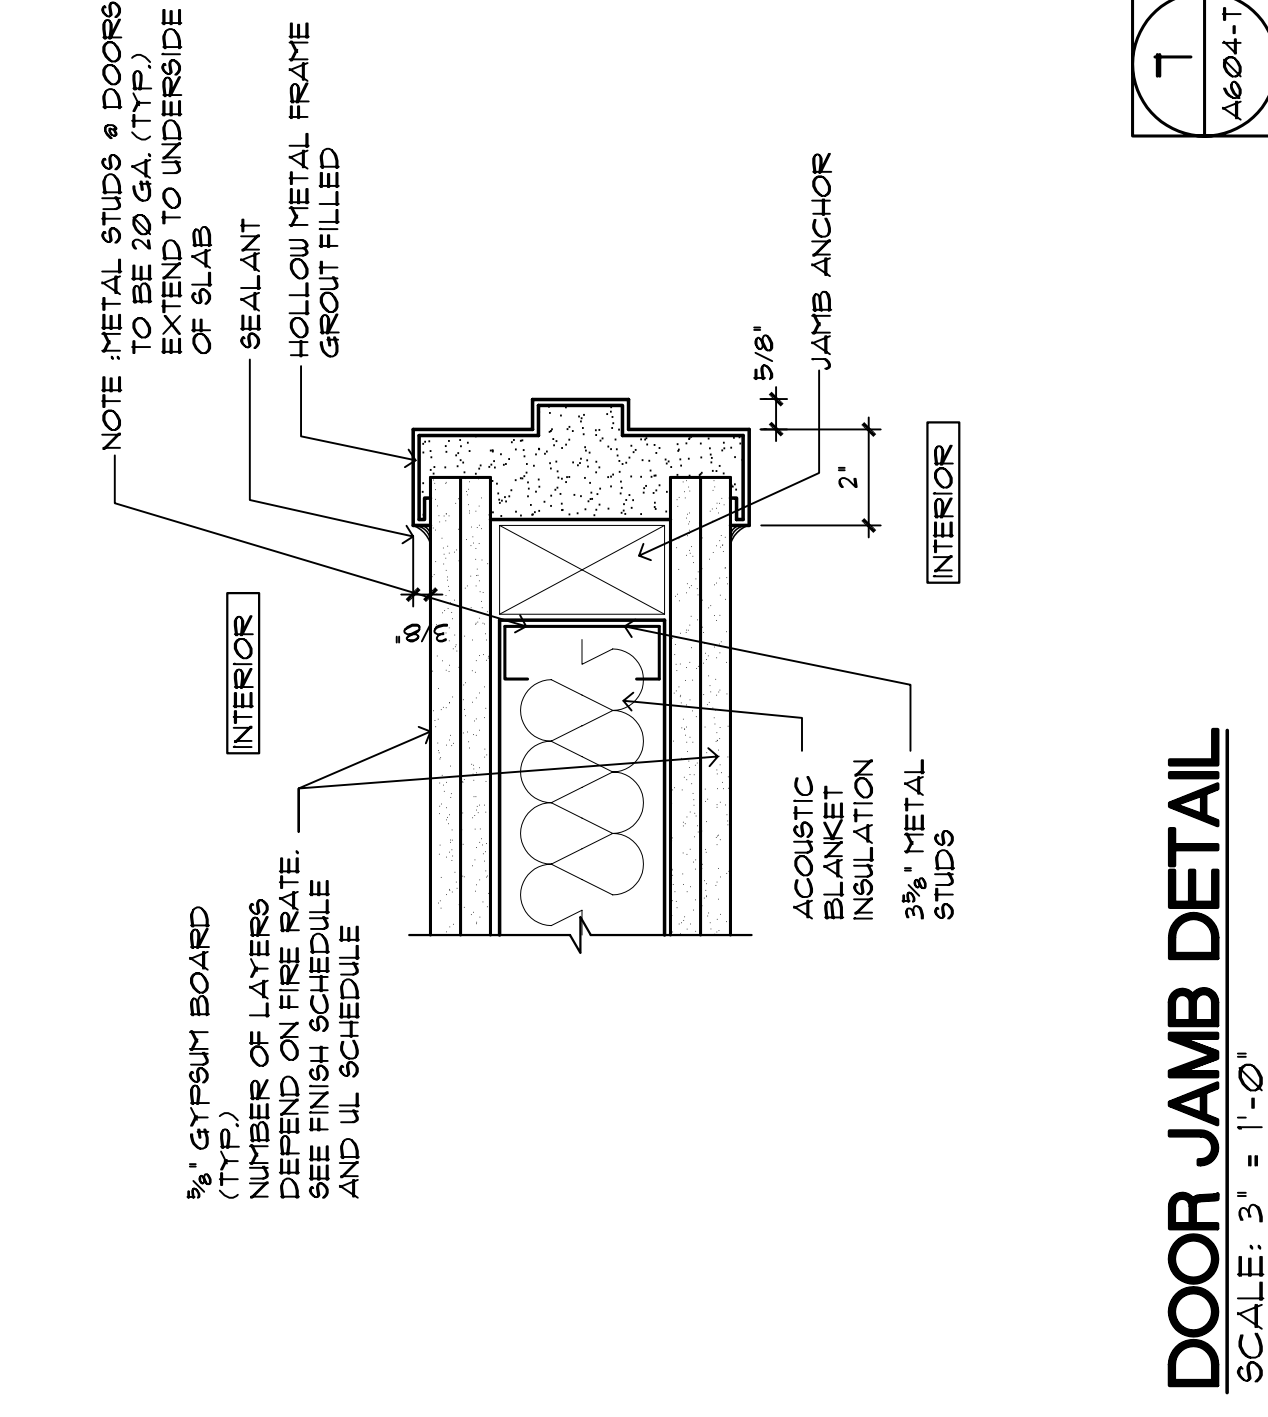 NOTE :METAL STUDS @ DOORS
TO BE 20 GA. (TYP.)
EXTEND TO UNDERSIDE
OF SLAB
SEALANT
HOLLOW METAL FRAME
GROUT FILLED
INTERIOR
3/8"
5/8" GYPSUM BOARD
(TYP.)
NUMBER OF LAYERS
DEPEND ON FIRE RATE.
SEE FINISH SCHEDULE
AND UL SCHEDULE
5/8"
JAMB ANCHOR
2"
INTERIOR
ACOUSTIC
BLANKET
INSULATION
3 5/8" METAL
STUDS
DOOR JAMB DETAIL
SCALE: 3" = 1'-0"
7
A604-T